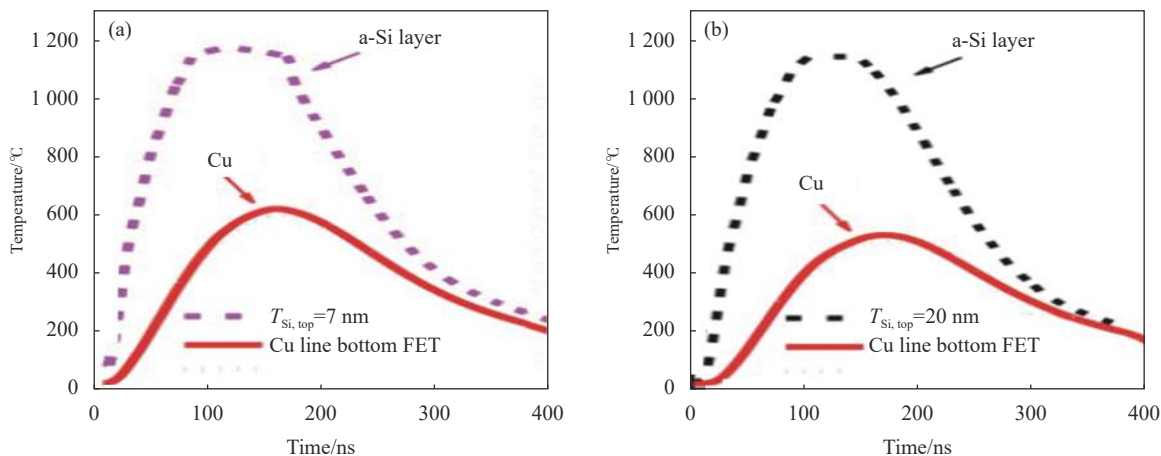 (a)
1 200
1 000
800
600
400
200
0
Temperature/℃
a-Si layer
Cu
T Si, top=7 nm
Cu line bottom FET
0 100 200 300 400
Time/ns
(b)
1 200
1 000
800
600
400
200
0
Temperature/℃
a-Si layer
Cu
T Si, top=20 nm
Cu line bottom FET
0 100 200 300 400
Time/ns